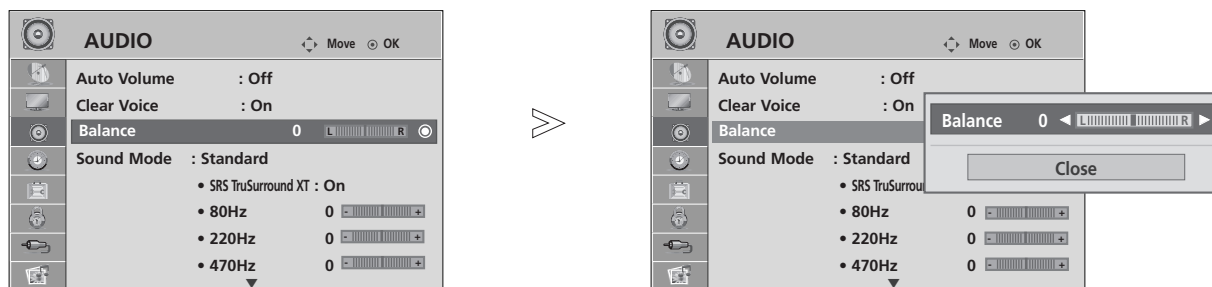 AUDIO Move OK
Auto Volume : Off
Clear Voice : On
Balance 0 L R
Sound Mode : Standard
• SRS TruSurround XT : On
• 80Hz 0 - +
• 220Hz 0 - +
• 470Hz 0 - +
AUDIO Move OK
Auto Volume : Off
Clear Voice : On
Balance
Sound Mode : Standard
• SRS TruSurrou
• 80Hz 0 - +
• 220Hz 0 - +
• 470Hz 0 - +
Balance 0 L R
Close